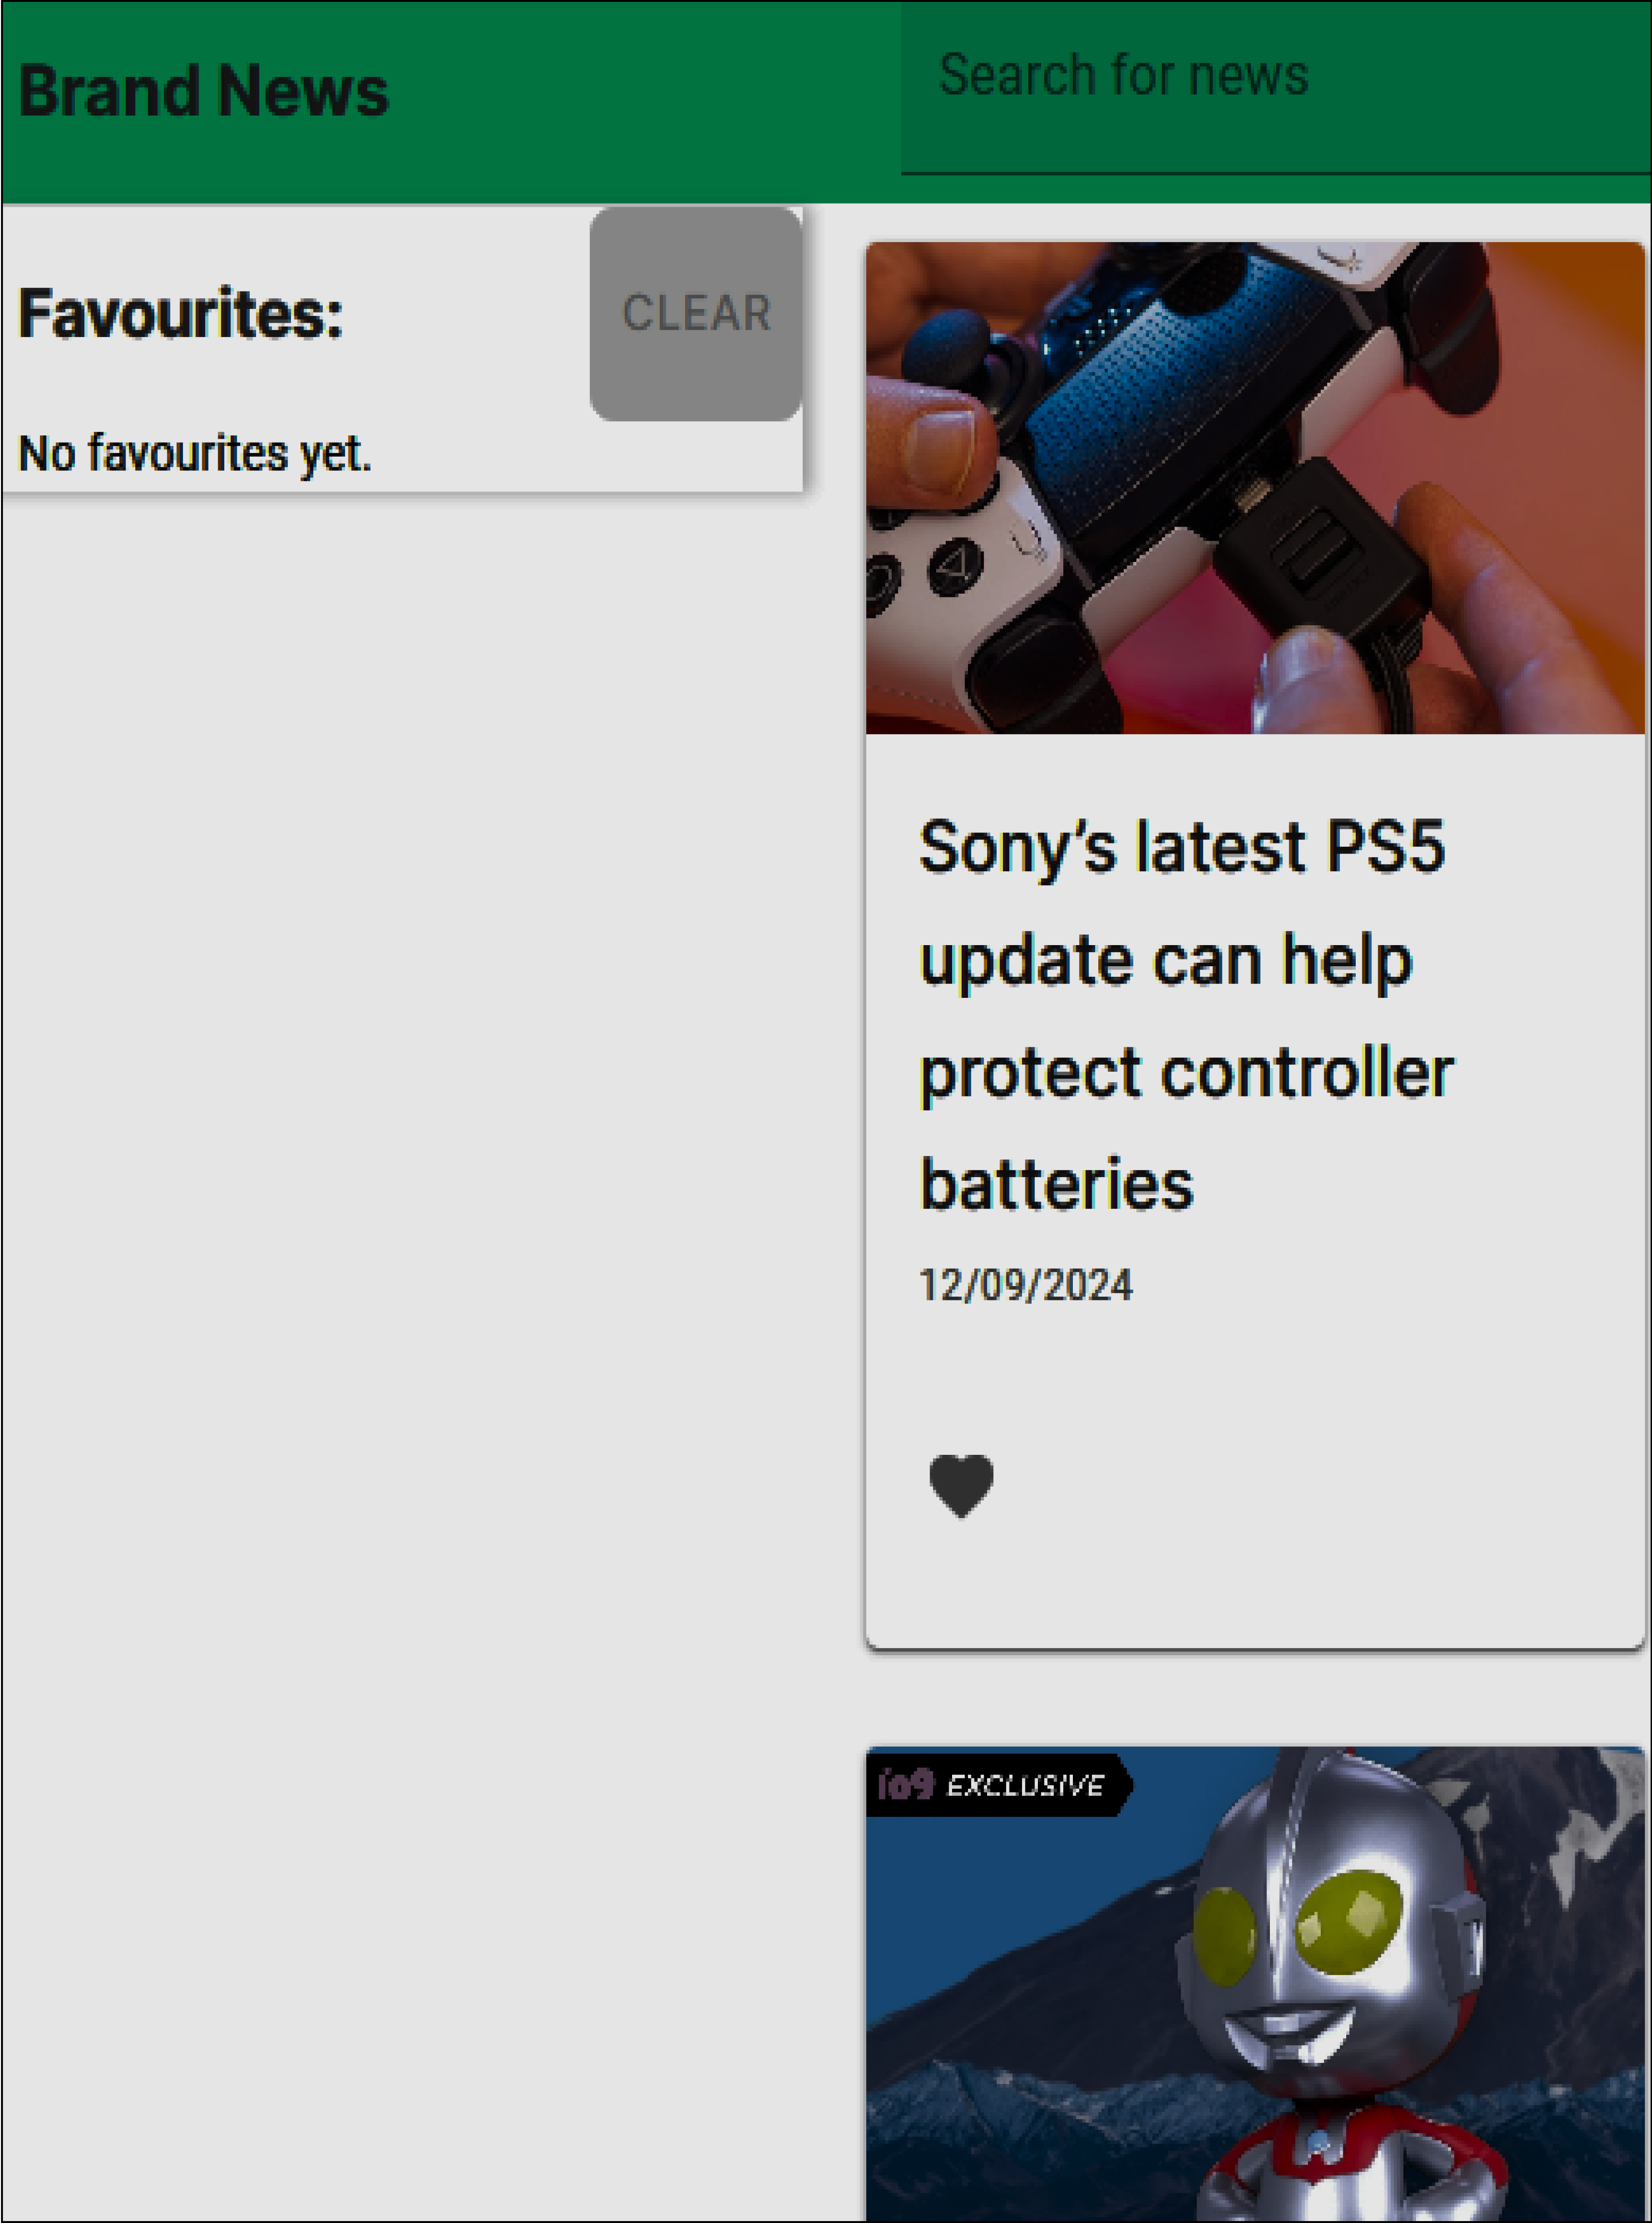 Brand News
Search for news
Favourites:
CLEAR
No favourites yet.
Sony’s latest PS5
update can help
protect controller
batteries
12/09/2024
io9 EXCLUSIVE